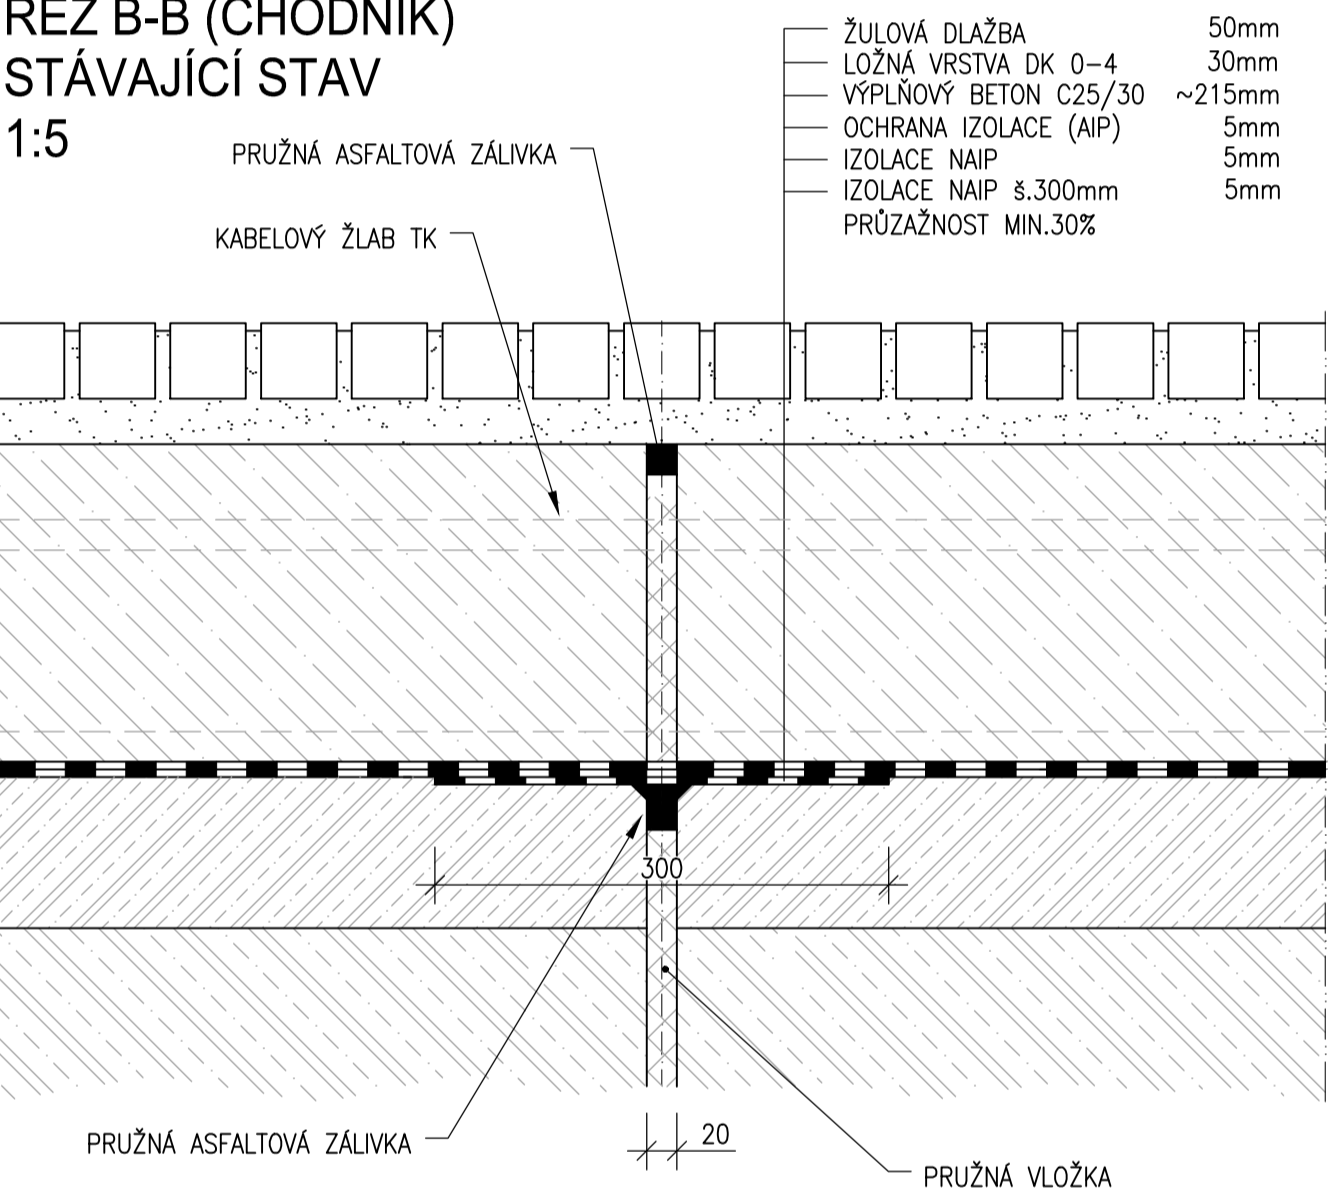 ŘEZ B-B (CHODNÍK)
STÁVAJÍCÍ STAV
1:5
ŽULOVÁ DLAŽBA 50mm
LOŽNÁ VRSTVA DK 0-4 30mm
VÝPLŇOVÝ BETON C25/30 ~215mm
OCHRANA IZOLACE (AIP) 5mm
IZOLACE NAIP 5mm
IZOLACE NAIP š.300mm 5mm
PRŮZAŽNOST MIN.30%
PRUŽNÁ ASFALTOVÁ ZÁLIVKA
KABELOVÝ ŽLAB TK
300
PRUŽNÁ ASFALTOVÁ ZÁLIVKA
20
PRUŽNÁ VLOŽKA